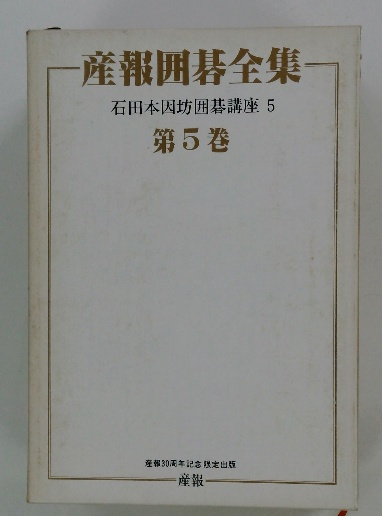 産報囲碁全集
石田本因坊囲碁講座 5
第5巻
産報30周年記念限定出版
産報